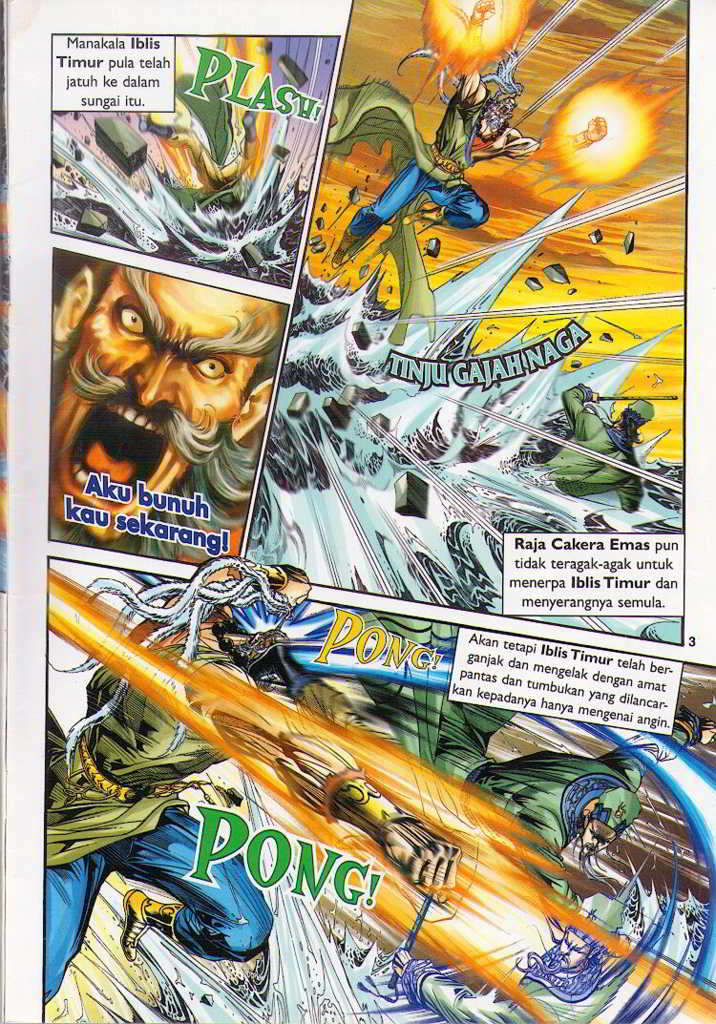 Manakala Iblis
Timur pula telah
jatuh ke dalam
sungai itu.
PLASH!
Aku bunuh
kau sekarang!
TINJU GAJAH NAGA
Raja Cakera Emas pun
tidak teragak-agak untuk
menerpa Iblis Timur dan
menyerangnya semula.
3
PONG!
Akan tetapi Iblis Timur telah ber-
ganjak dan mengelak dengan amat
pantas dan tumbukan yang dilancar-
kan kepadanya hanya mengenai angin.
PONG!